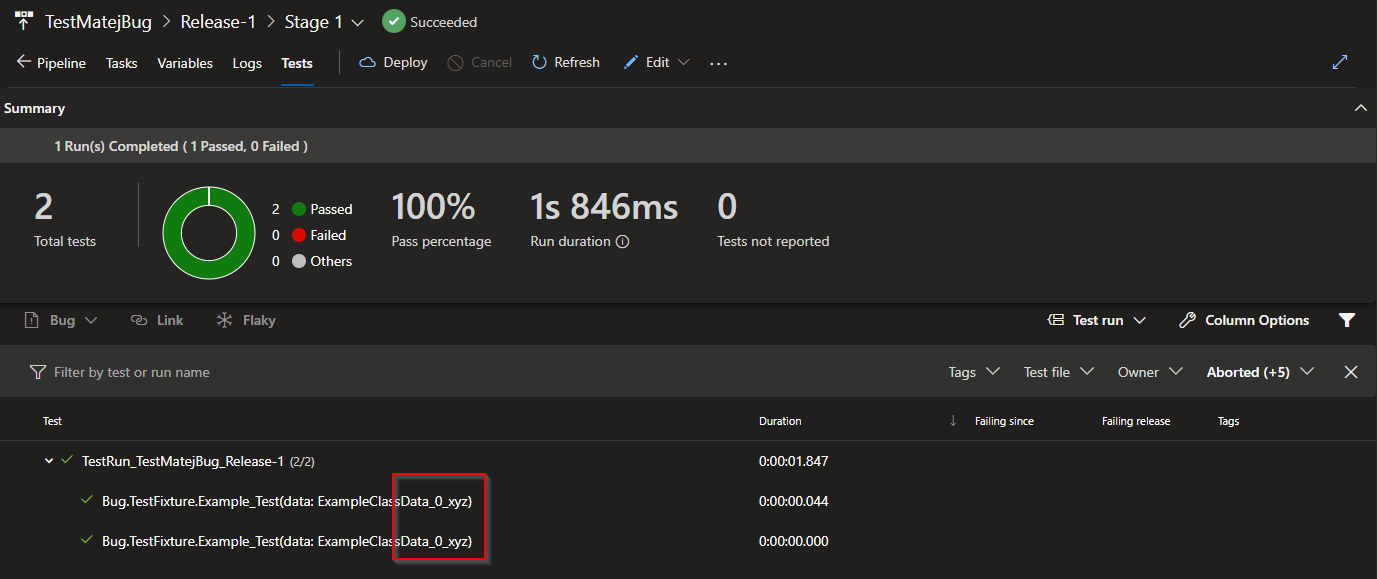 TestMatejBug > Release-1 > Stage 1 Succeeded
Pipeline Tasks Variables Logs Tests Deploy Cancel Refresh Edit ...
Summary
1 Run(s) Completed ( 1 Passed, 0 Failed )
2
Total tests
2 Passed
0 Failed
0 Others
100%
Pass percentage
1s 846ms
Run duration
0
Tests not reported
Bug Link Flaky Test run Column Options
Filter by test or run name Tags Test file Owner Aborted (+5)
Test Duration Failing since Failing release Tags
TestRun_TestMatejBug_Release-1 (2/2) 0:00:01.847
Bug.TestFixture.Example_Test(data: ExampleClassData_0_xyz) 0:00:00.044
Bug.TestFixture.Example_Test(data: ExampleClassData_0_xyz) 0:00:00.000